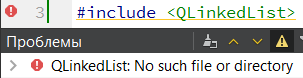 3 #include <QLinkedList>
Проблемы
QLinkedList: No such file or directory